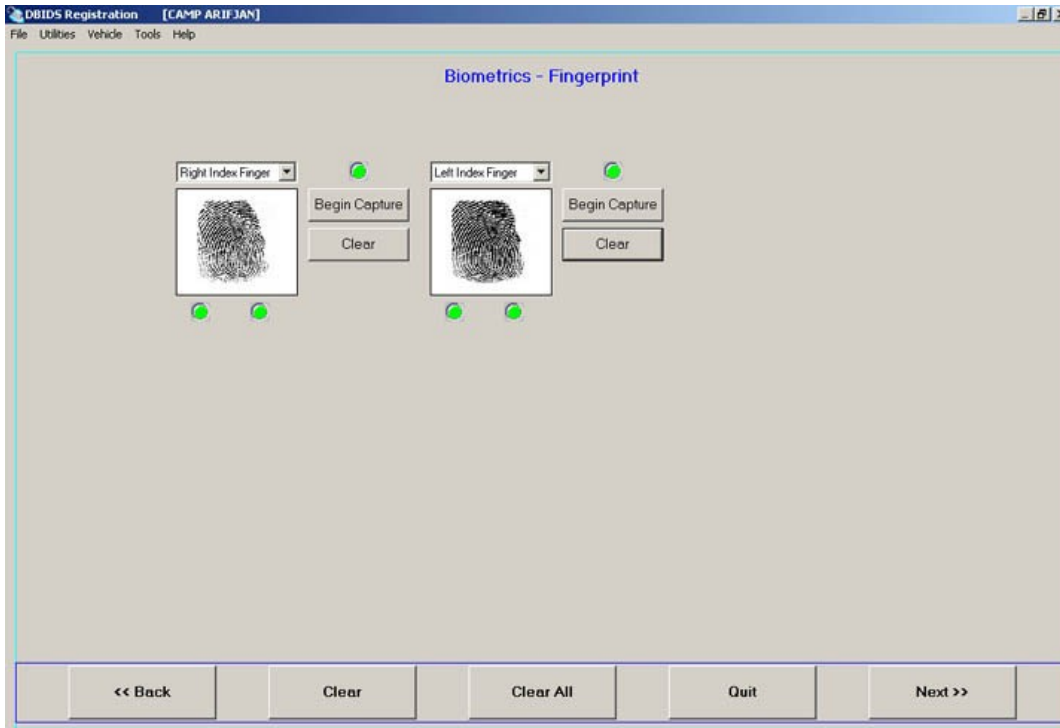 DBIDS Registration [CAMP ARIFJAN]
File Utilities Vehicle Tools Help
Biometrics - Fingerprint
Right Index Finger
Begin Capture
Clear
Left Index Finger
Begin Capture
Clear
<< Back Clear Clear All Quit Next >>